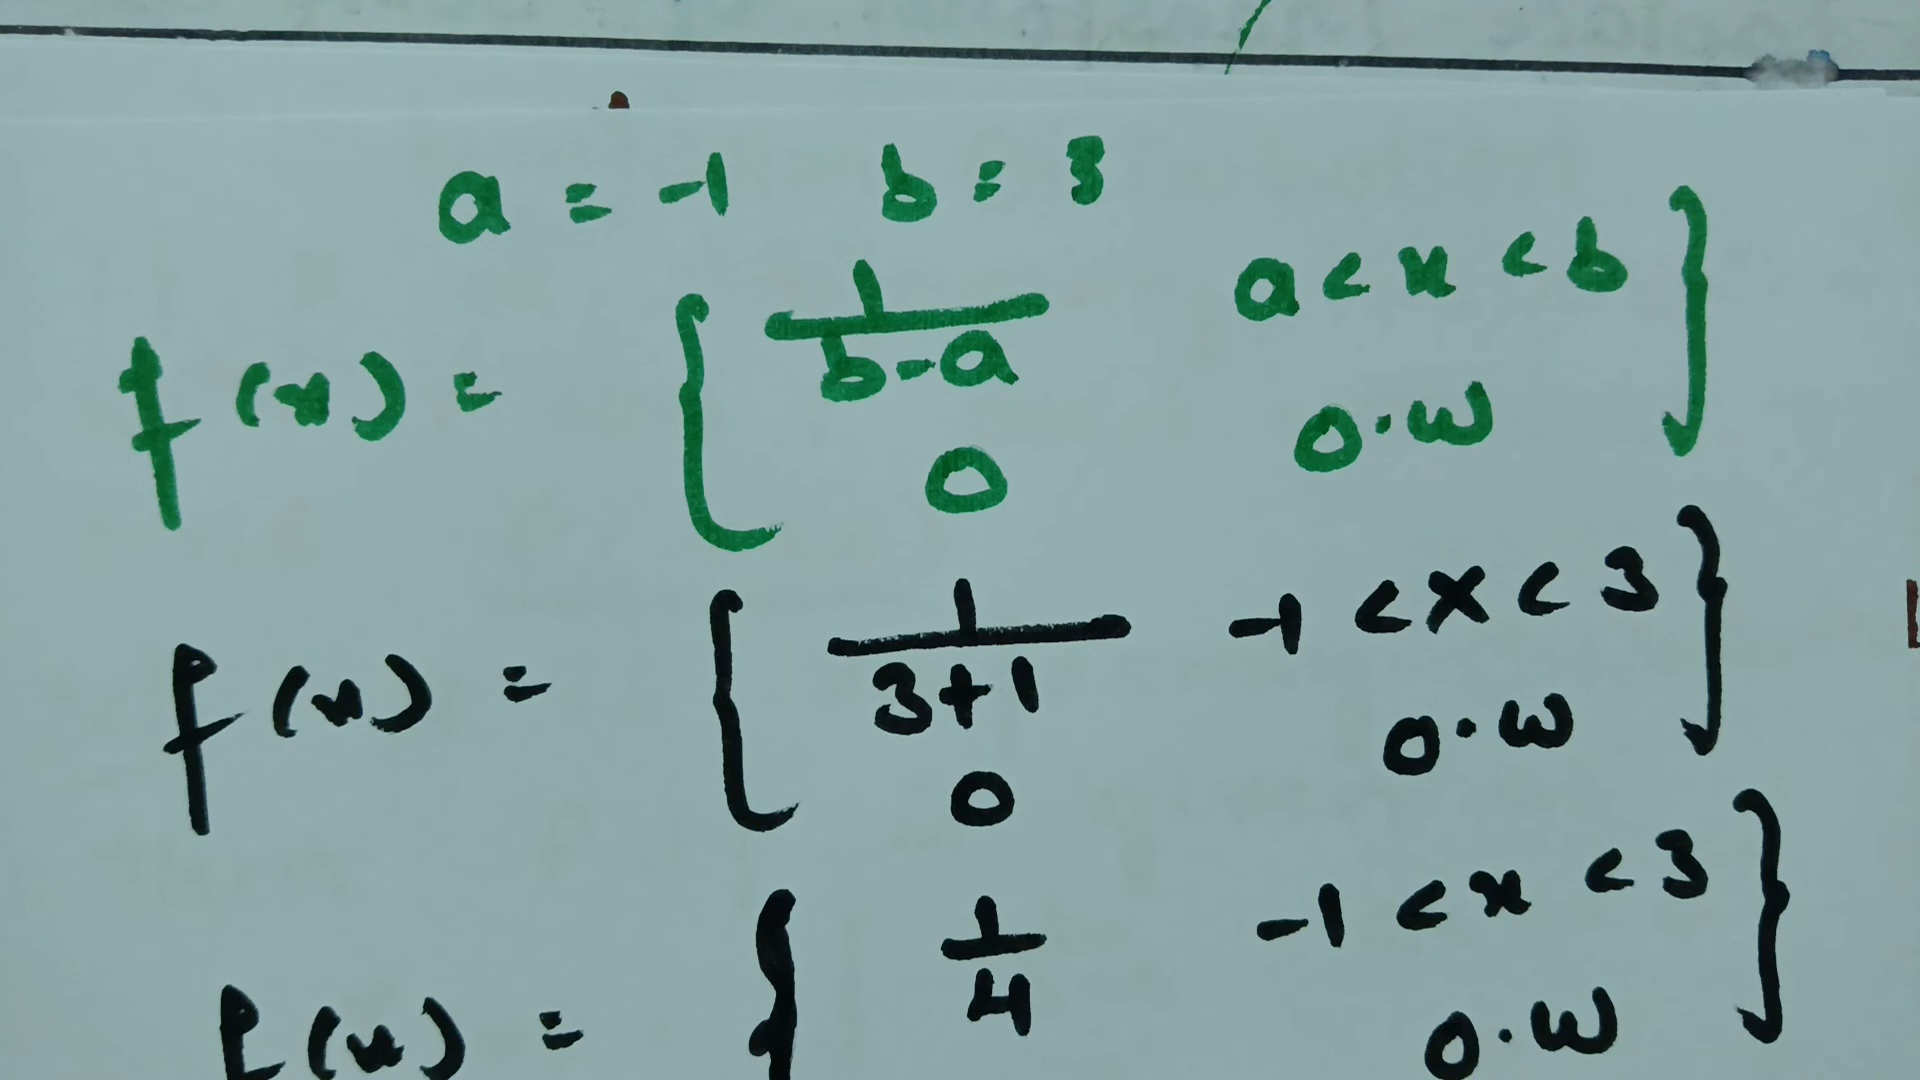 a = -1 b = 3
f(x) = { 1/b-a a < x < b }
0 o.w
f(x) = { 1/3+1 -1 < x < 3 }
0 o.w
f(x) = { 1/4 -1 < x < 3 }
o.w